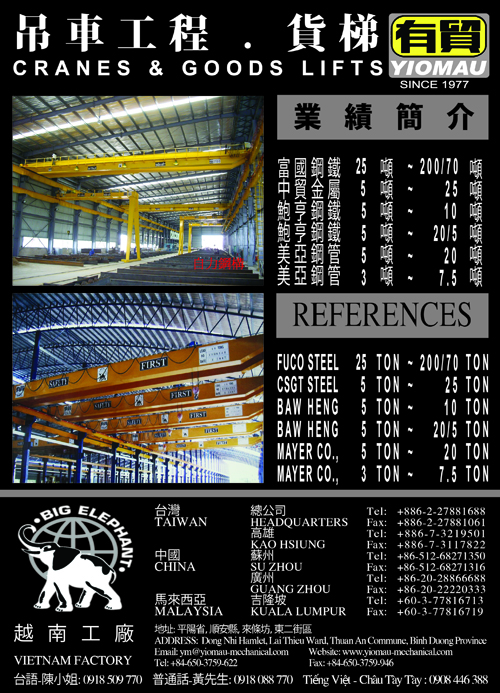 吊車工程．貨梯
有貿
CRANES & GOODS LIFTS YIOMAU
SINCE 1977
業績簡介
富國鋼鐵 25 噸 ~ 200/70 噸
中貿金屬 5 噸 ~ 25 噸
鮑亨鋼鐵 5 噸 ~ 10 噸
鮑亨鋼鐵 5 噸 ~ 20/5 噸
美亞鋼管 5 噸 ~ 20 噸
美亞鋼管 3 噸 ~ 7.5 噸
REFERENCES
FUCO STEEL 25 TON ~ 200/70 TON
CSGT STEEL 5 TON ~ 25 TON
BAW HENG 5 TON ~ 10 TON
BAW HENG 5 TON ~ 20/5 TON
MAYER CO., 5 TON ~ 20 TON
MAYER CO., 3 TON ~ 7.5 TON
SAFETY FIRST
SAFETY FIRST
SAFETY FIRST
BIG ELEPHANT.
台灣 總公司 Tel: +886-2-27881688
TAIWAN HEADQUARTERS Fax: +886-2-27881061
高雄 Tel: +886-7-3219501
KAO HSIUNG Fax: +886-7-3117822
中國 蘇州 Tel: +86-512-68271350
CHINA SU ZHOU Fax: +86-512-68271316
廣州 Tel: +86-20-28666688
GUANG ZHOU Fax: +86-20-22220333
馬來西亞 吉隆坡 Tel: +60-3-77816713
MALAYSIA KUALA LUMPUR Fax: +60-3-77816719
越南工廠
VIETNAM FACTORY
地址: 平陽省, 順安縣, 來條坊, 東二街區
ADDRESS: Dong Nhi Hamlet, Lai Thieu Ward, Thuan An Commune, Binh Duong Province
Email: ym@yiomau-mechanical.com Website: www.yiomau-mechanical.com
Tel: +84-650-3759-622 Fax: +84-650-3759-946
台語-陳小姐: 0918 509 770 普通話-黃先生: 0918 088 770 Tiếng Việt - Châu Tây Tay : 0908 446 388